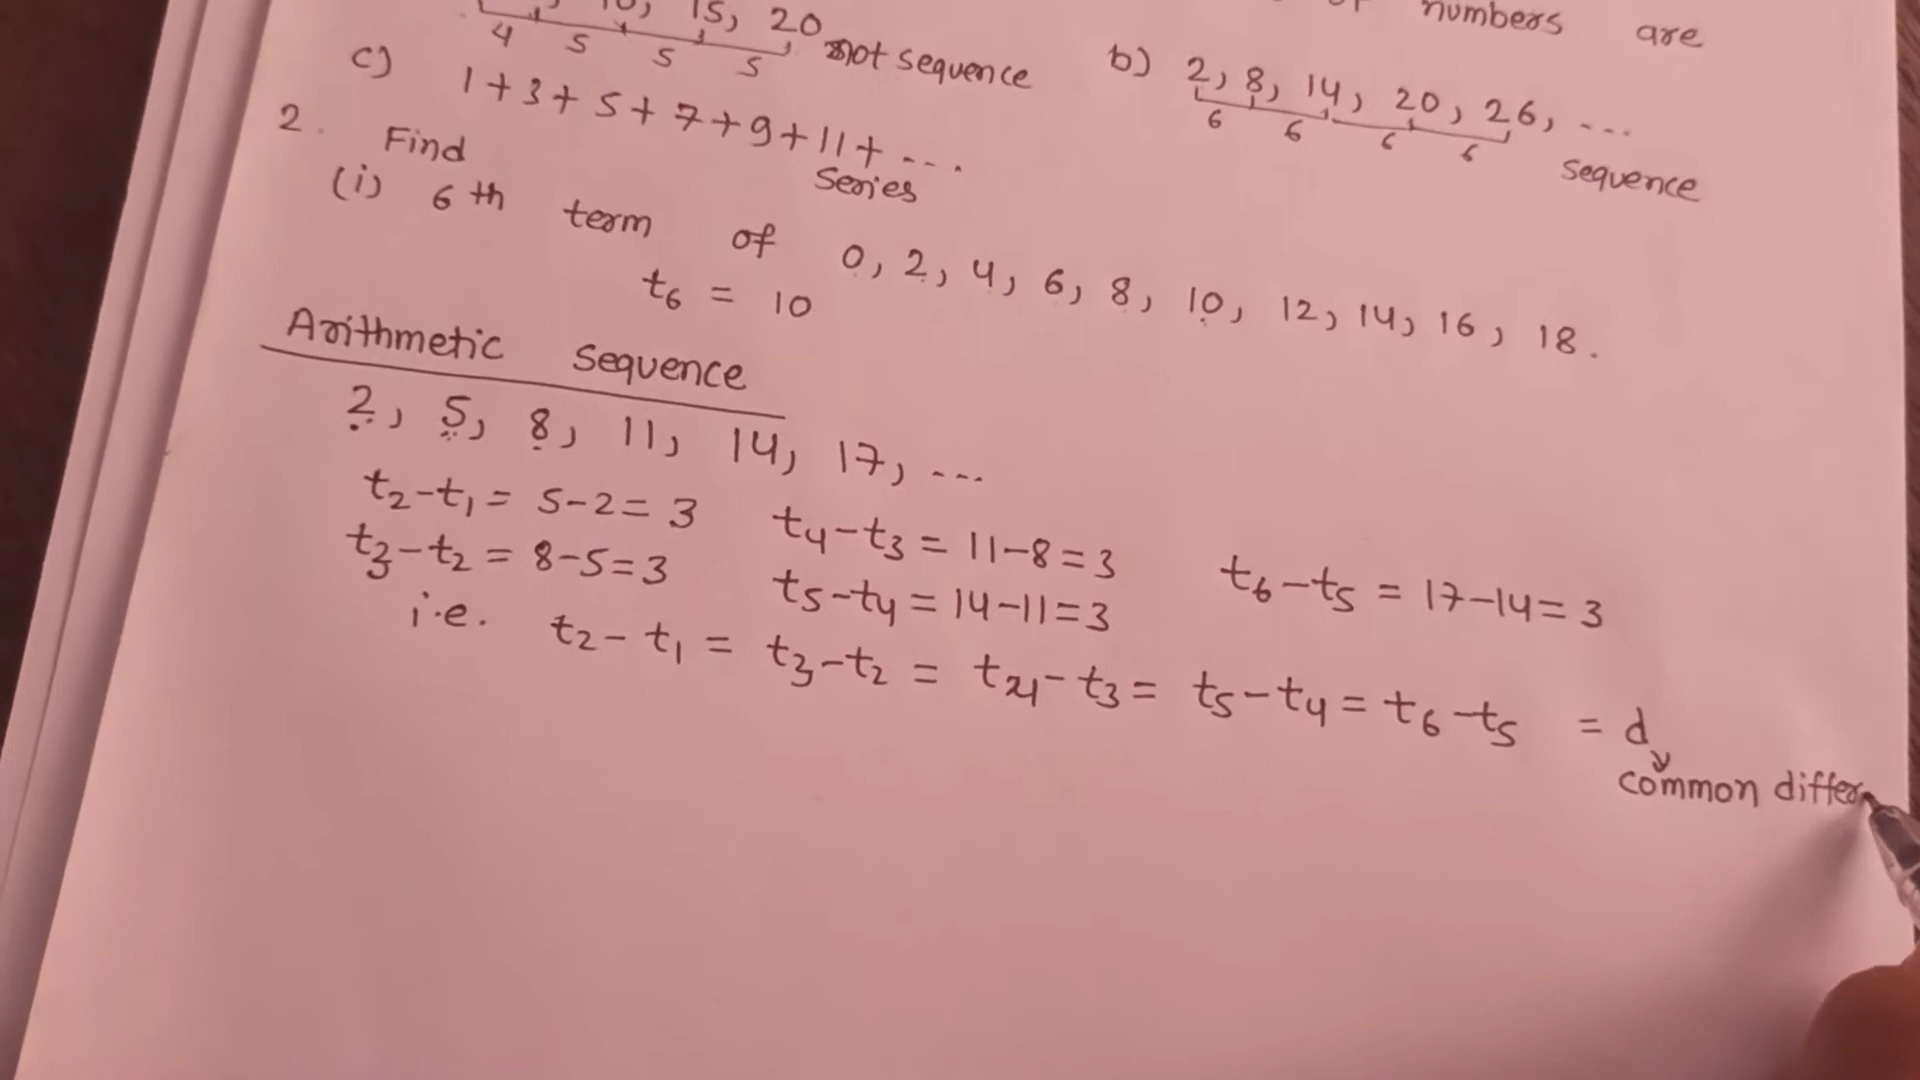 15, 20 not sequence
4 5 5 5
numbers are
b) 2, 8, 14, 20, 26, ...
6 6 6 6
sequence
c) 1+3+5+7+9+11+ ....
Series
2. Find
(i) 6th term of 0, 2, 4, 6, 8, 10, 12, 14, 16, 18.
t6 = 10
Arithmetic sequence
2, 5, 8, 11, 14, 17, ...
t2-t1 = 5-2 = 3 t4-t3 = 11-8 = 3 t6-t5 = 17-14 = 3
t3-t2 = 8-5 = 3 t5-t4 = 14-11 = 3
i.e. t2-t1 = t3-t2 = t4-t3 = t5-t4 = t6-t5 = d
common differ